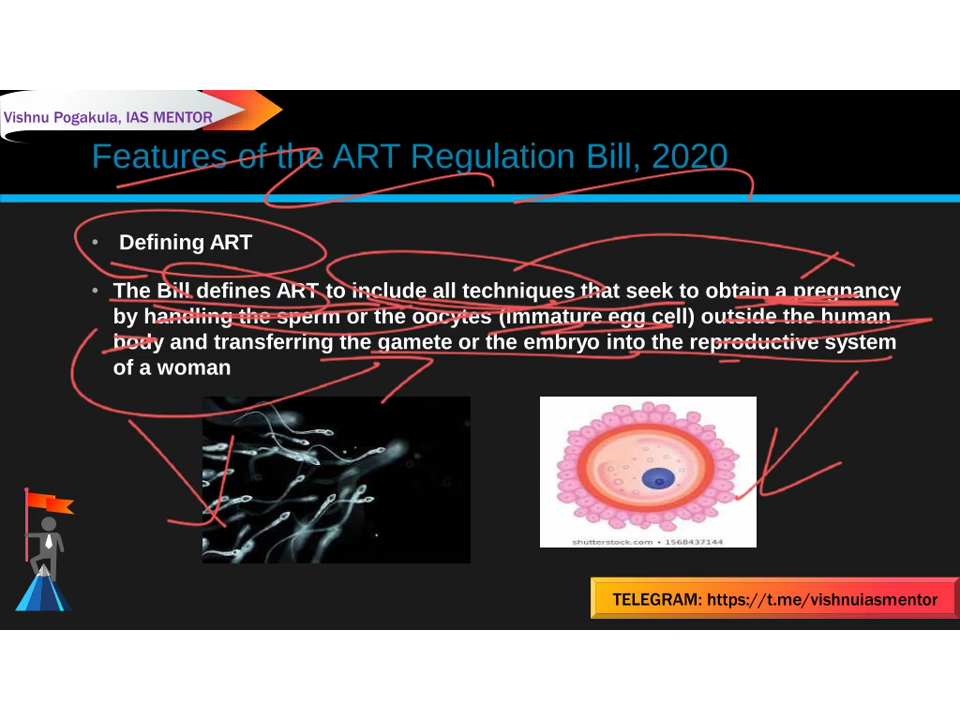 Vishnu Pogakula, IAS MENTOR
Features of the ART Regulation Bill, 2020
• Defining ART
• The Bill defines ART to include all techniques that seek to obtain a pregnancy
by handling the sperm or the oocytes (immature egg cell) outside the human
body and transferring the gamete or the embryo into the reproductive system
of a woman
shutterstock.com • 1568437144
TELEGRAM: https://t.me/vishnuiasmentor